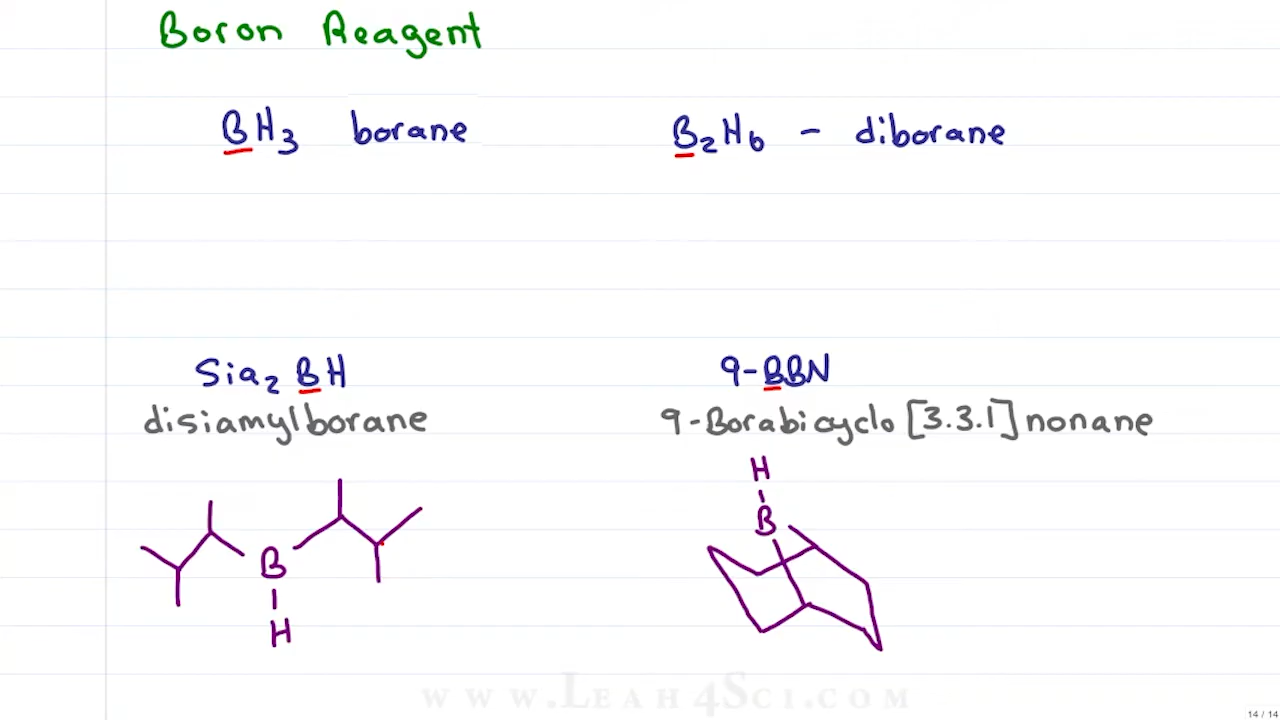 Boron Reagent
BH3 borane
B2H6 - diborane
Sia2 BH
disiamylborane
9-BBN
9-Borabicyclo [3.3.1] nonane
B
H
H
B
www.LEAH4SCI.com
14 / 14